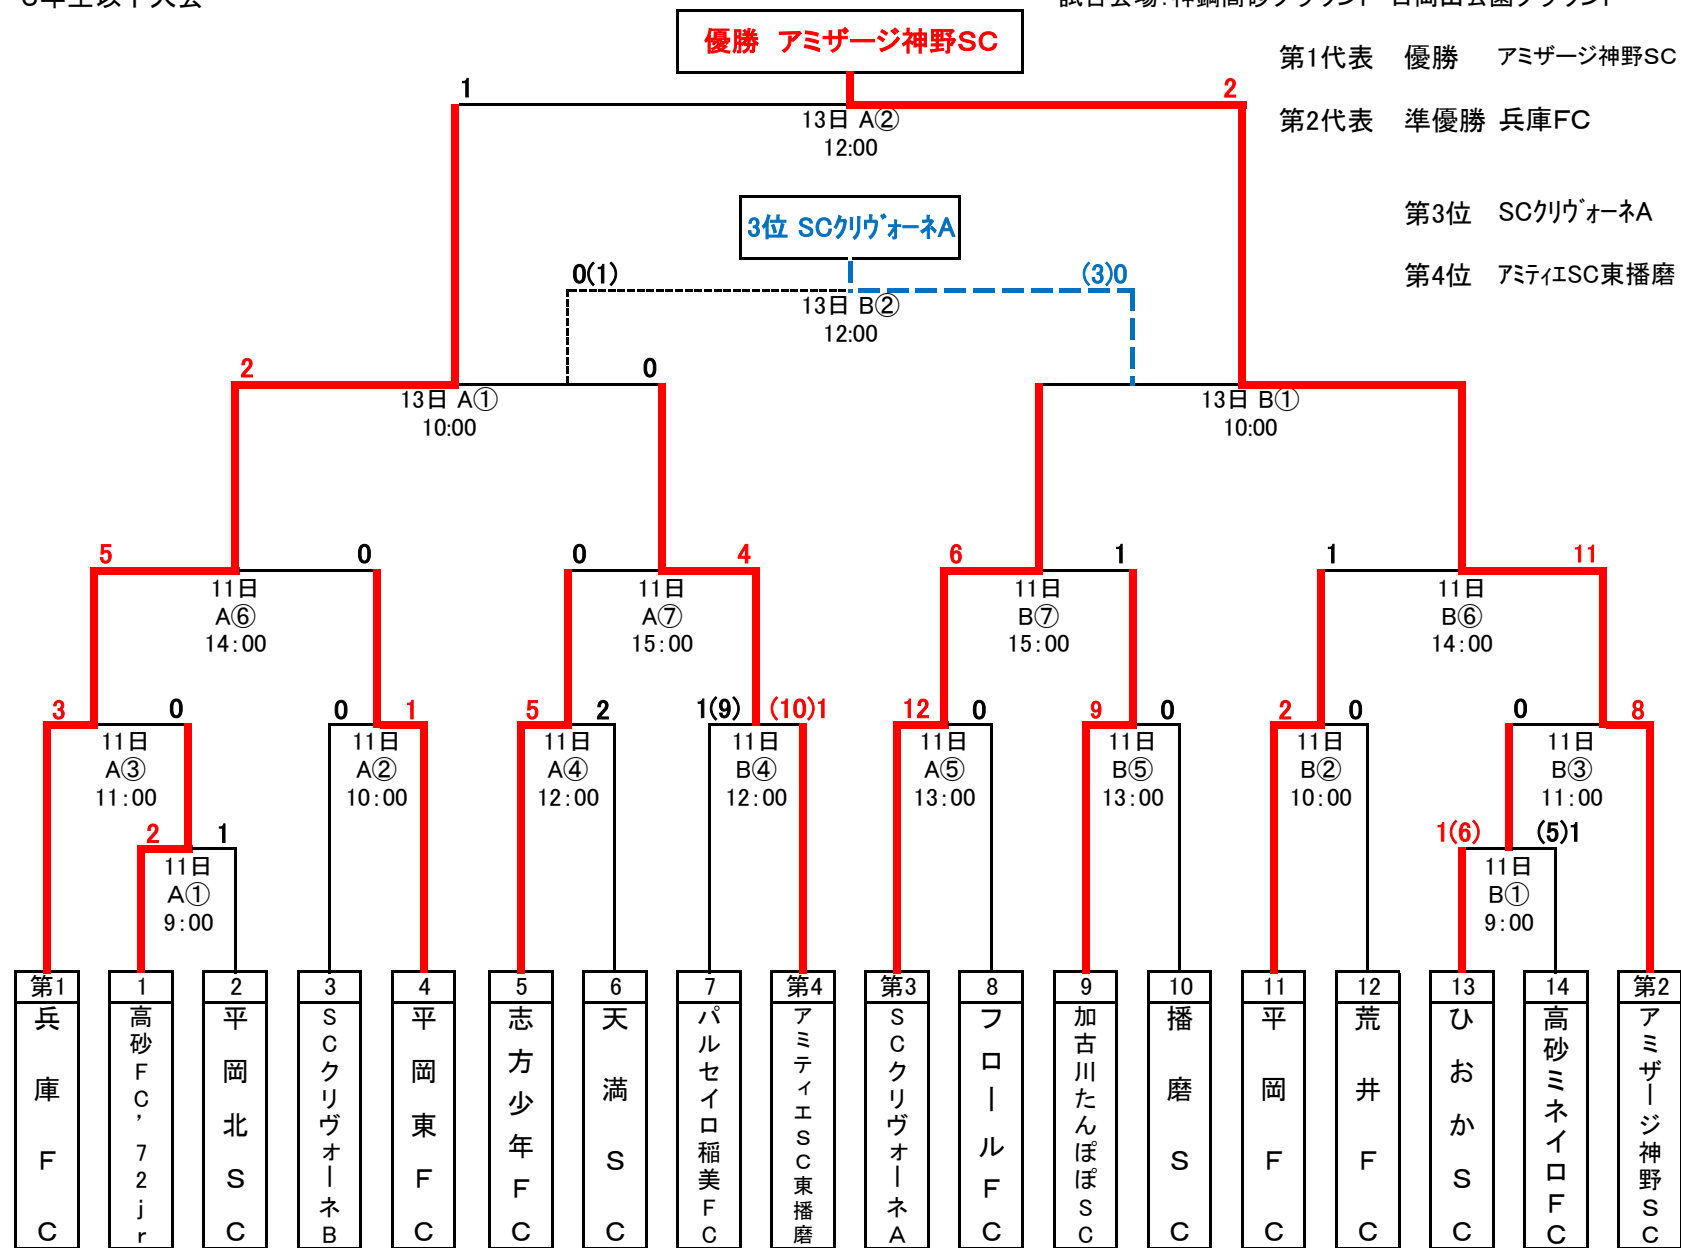 優勝 アミザージ神野SC
第1代表 優勝 アミザージ神野SC
1
2
13日 A②
12:00
第2代表 準優勝 兵庫FC
3位 SCクリヴォーネA
第3位 SCクリヴォーネA
0(1)
(3)0
第4位 アミティエSC東播磨
13日 B②
12:00
2
0
13日 A①
10:00
13日 B①
10:00
5
0
0
4
6
1
1
11
11日
A⑥
14:00
11日
A⑦
15:00
11日
B⑦
15:00
11日
B⑥
14:00
3
0
0
1
5
2
1(9)
(10)1
12
0
9
0
2
0
0
8
11日
A③
11:00
11日
A②
10:00
11日
A④
12:00
11日
B④
12:00
11日
A⑤
13:00
11日
B⑤
13:00
11日
B②
10:00
11日
B③
11:00
2
1
1(6)
(5)1
11日
A①
9:00
11日
B①
9:00
第1
兵庫FC
1
高砂FC’72jr
2
平岡北SC
3
SCクリヴォーネB
4
平岡東FC
5
志方少年FC
6
天満SC
7
パルセイロ稲美FC
第4
アミティエSC東播磨
第3
SCクリヴォーネA
8
フロールFC
9
加古川たんぽぽSC
10
播磨SC
11
平岡FC
12
荒井FC
13
ひおかSC
14
高砂ミネイロFC
第2
アミザージ神野SC